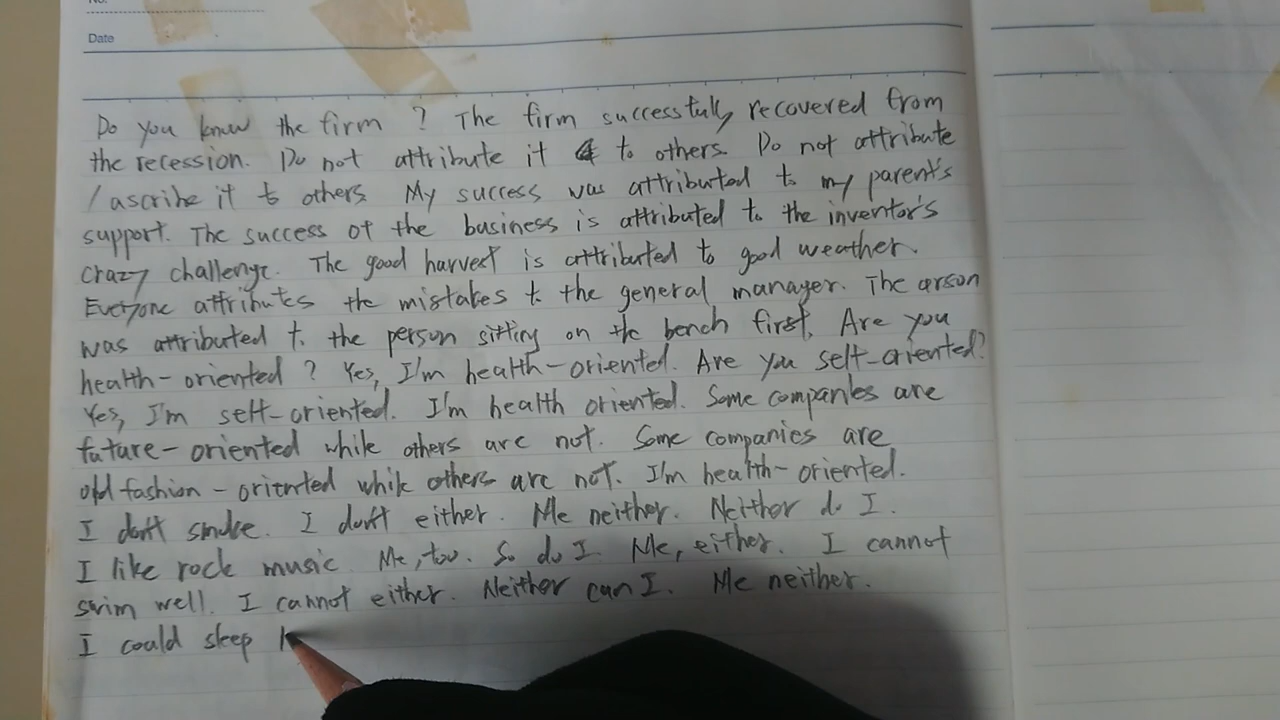 No.
Date
Do you know the firm ? The firm successfully recovered from
the recession. Do not attribute it to others. Do not attribute
/ ascribe it to others. My success was attributed to my parent's
support. The success of the business is attributed to the inventor's
crazy challenge. The good harvest is attributed to good weather.
Everyone attributes the mistakes to the general manager. The arson
was attributed to the person sitting on the bench first. Are you
health-oriented ? Yes, I'm health-oriented. Are you self-oriented?
Yes, I'm self-oriented. I'm health oriented. Some companies are
future-oriented while others are not. Some companies are
old fashion-oriented while others are not. I'm health-oriented.
I don't smoke. I don't either. Me neither. Neither do I.
I like rock music. Me, too. So do I. Me, either. I cannot
swim well. I cannot either. Neither can I. Me neither.
I could sleep